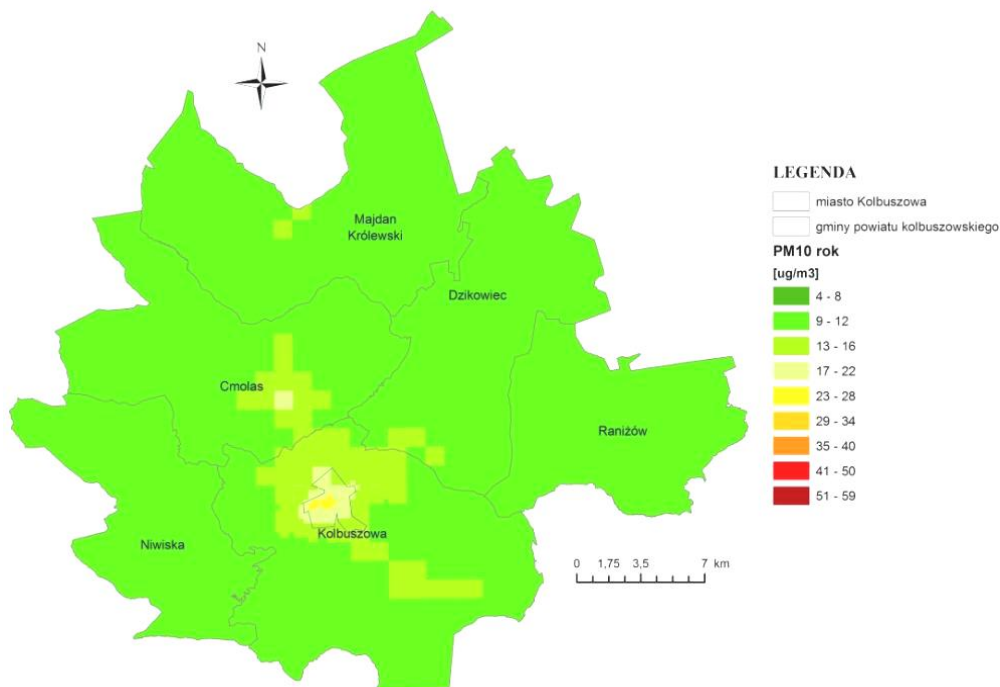 N
Majdan
Królewski
Dzikowiec
Cmolas
Raniżów
Kolbuszowa
Niwiska
LEGENDA
miasto Kolbuszowa
gminy powiatu kolbuszowskiego
PM10 rok
[ug/m3]
4 - 8
9 - 12
13 - 16
17 - 22
23 - 28
29 - 34
35 - 40
41 - 50
51 - 59
0 1,75 3,5 7 km